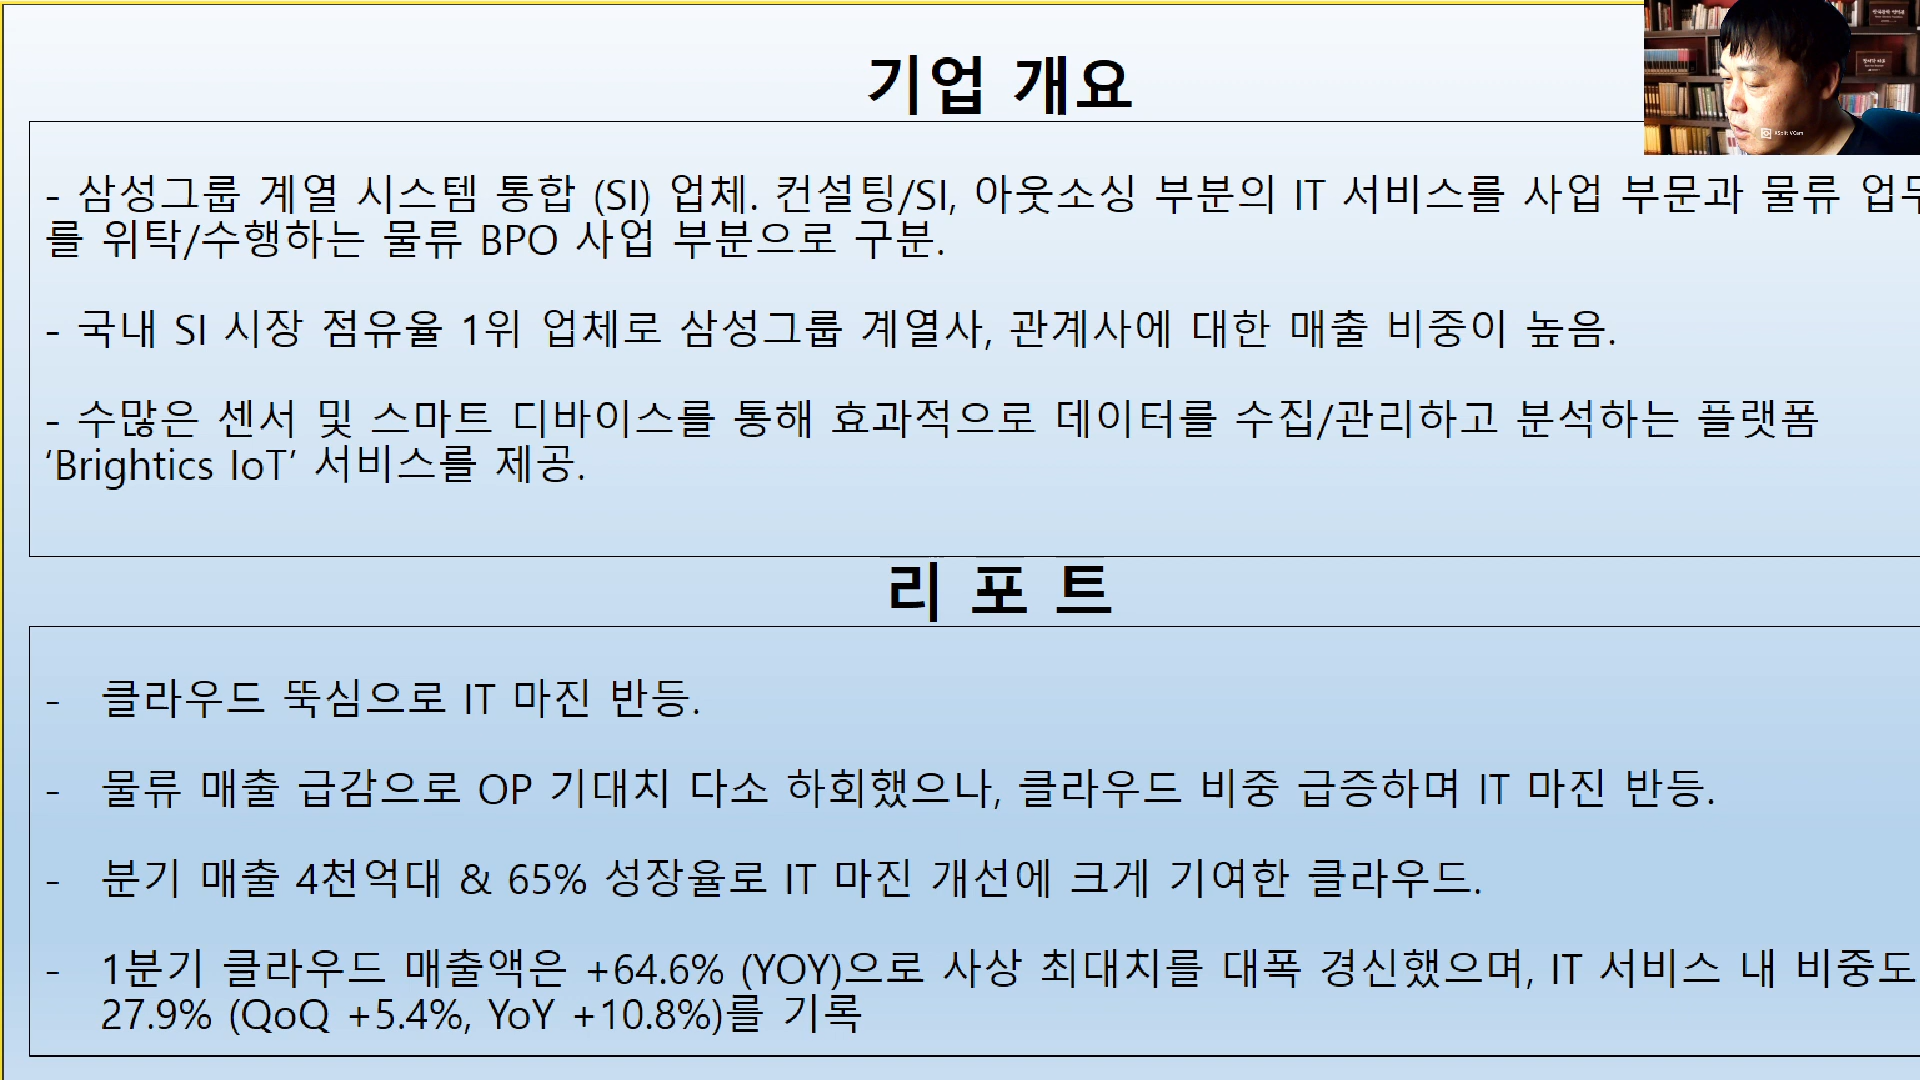 기업 개요
- 삼성그룹 계열 시스템 통합 (SI) 업체. 컨설팅/SI, 아웃소싱 부분의 IT 서비스를 사업 부문과 물류 업무
를 위탁/수행하는 물류 BPO 사업 부분으로 구분.
- 국내 SI 시장 점유율 1위 업체로 삼성그룹 계열사, 관계사에 대한 매출 비중이 높음.
- 수많은 센서 및 스마트 디바이스를 통해 효과적으로 데이터를 수집/관리하고 분석하는 플랫폼
‘Brightics IoT’ 서비스를 제공.
리 포 트
- 클라우드 뚝심으로 IT 마진 반등.
- 물류 매출 급감으로 OP 기대치 다소 하회했으나, 클라우드 비중 급증하며 IT 마진 반등.
- 분기 매출 4천억대 & 65% 성장율로 IT 마진 개선에 크게 기여한 클라우드.
- 1분기 클라우드 매출액은 +64.6% (YOY)으로 사상 최대치를 대폭 경신했으며, IT 서비스 내 비중도
27.9% (QoQ +5.4%, YoY +10.8%)를 기록
XSplit VCam